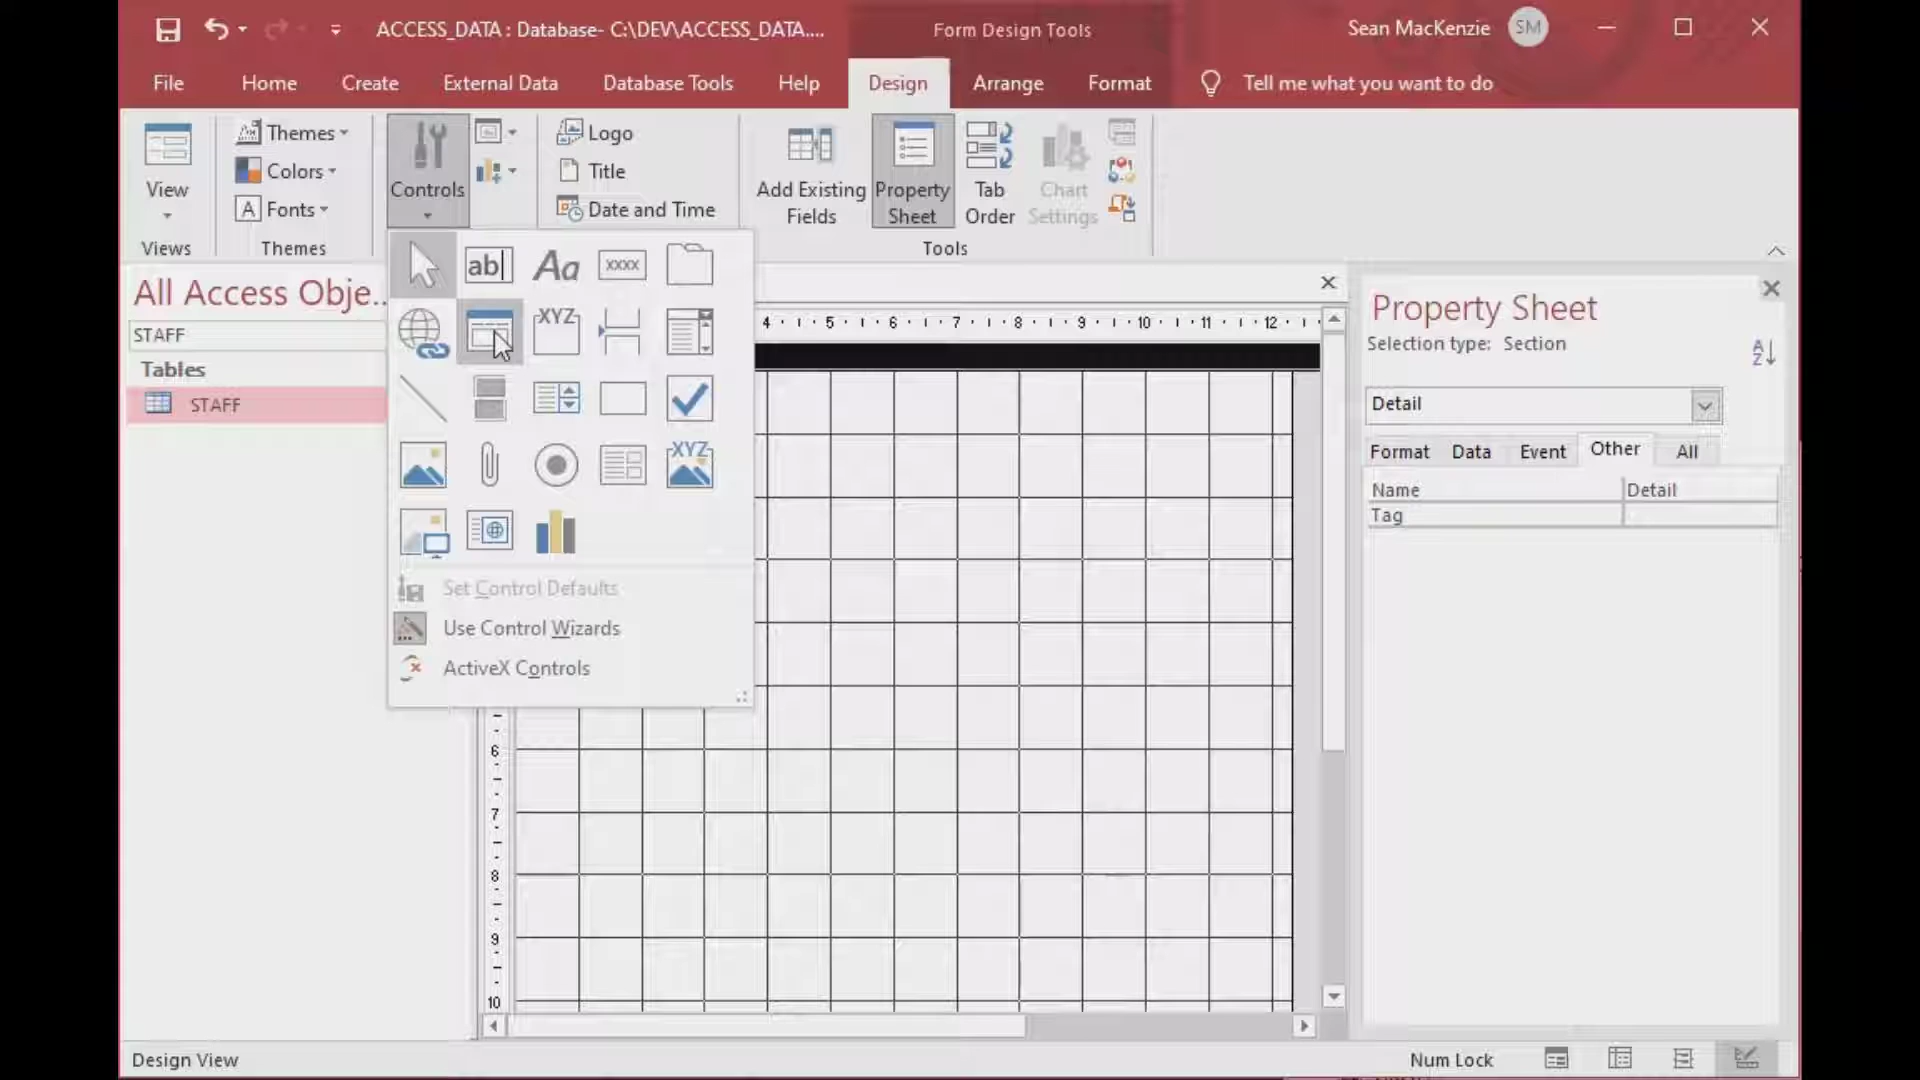 ACCESS_DATA : Database- C:\DEV\ACCESS_DATA....
Form Design Tools
Sean MacKenzie
SM
File
Home
Create
External Data
Database Tools
Help
Design
Arrange
Format
Tell me what you want to do
View
Themes
Colors
A Fonts
Controls
Logo
Title
Date and Time
Add Existing
Fields
Property
Sheet
Tab
Order
Chart
Settings
Views
Themes
Tools
All Access Obje..
STAFF
Tables
STAFF
ab
Aa
xxxx
XYZ
XYZ
Set Control Defaults
Use Control Wizards
ActiveX Controls
4 5 6 7 8 9 10 11 12
6
7
8
9
10
Property Sheet
Selection type: Section
A
Z
Detail
Format
Data
Event
Other
All
Name
Detail
Tag
Design View
Num Lock